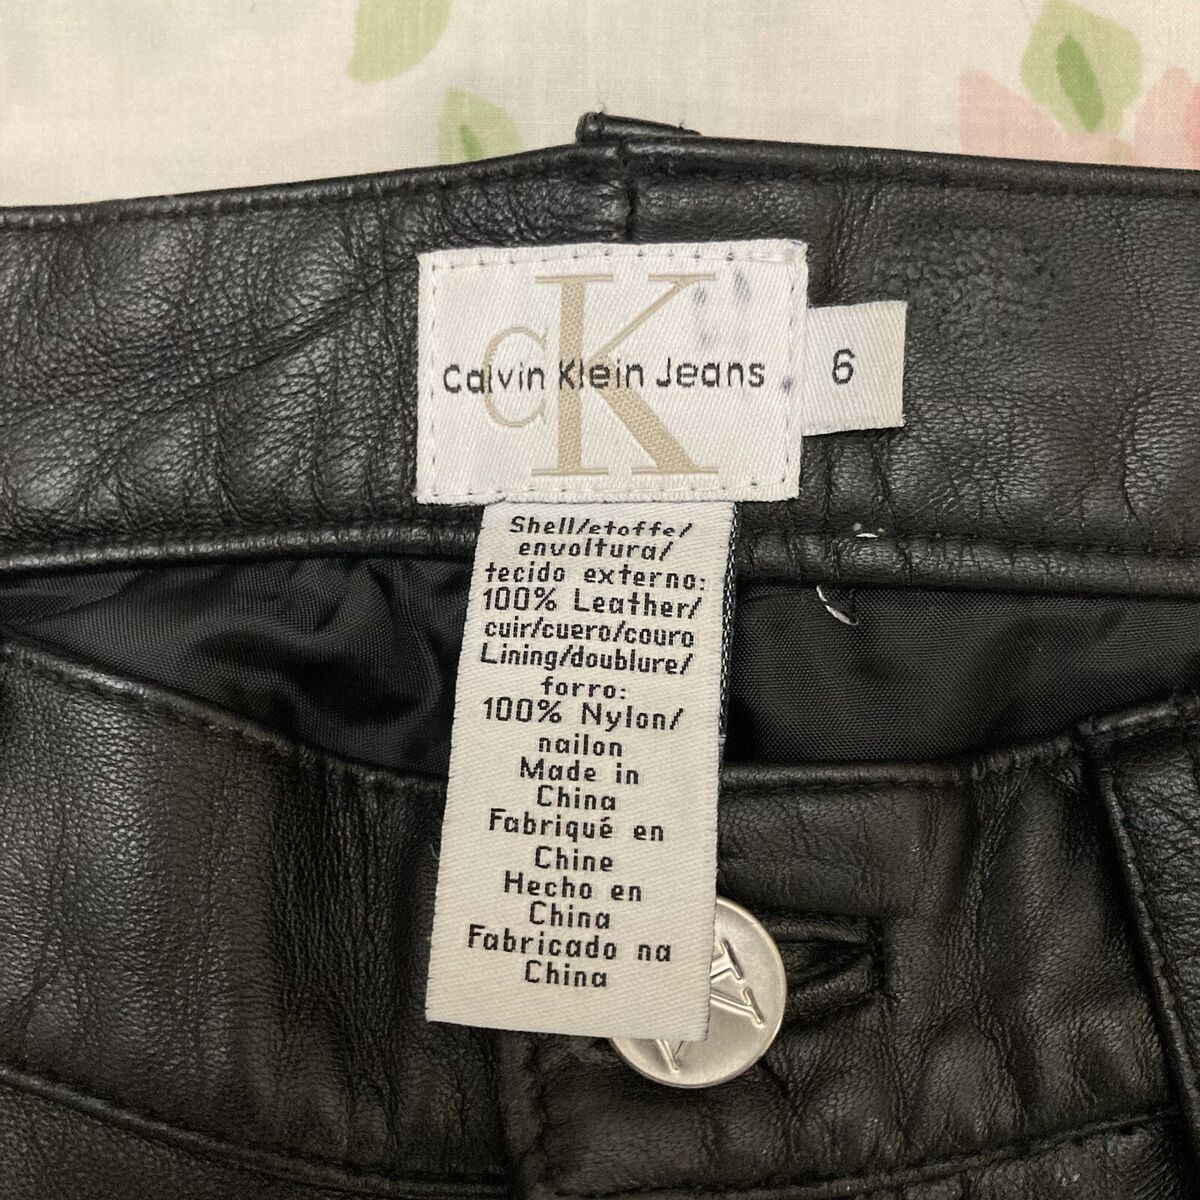 CK
Calvin Klein Jeans
6
Shell/etoffe/
envoltura/
tecido externo:
100% Leather/
cuir/cuero/couro
Lining/doublure/
forro:
100% Nylon/
nailon
Made in
China
Fabriqué en
Chine
Hecho en
China
Fabricado na
China